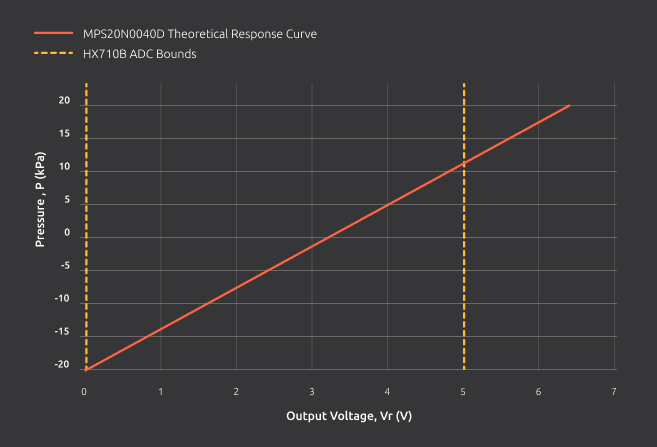 MPS20N0040D Theoretical Response Curve
HX710B ADC Bounds
20
15
10
5
0
-5
-10
-15
-20
Pressure , P (kPa)
0 1 2 3 4 5 6 7
Output Voltage, Vr (V)